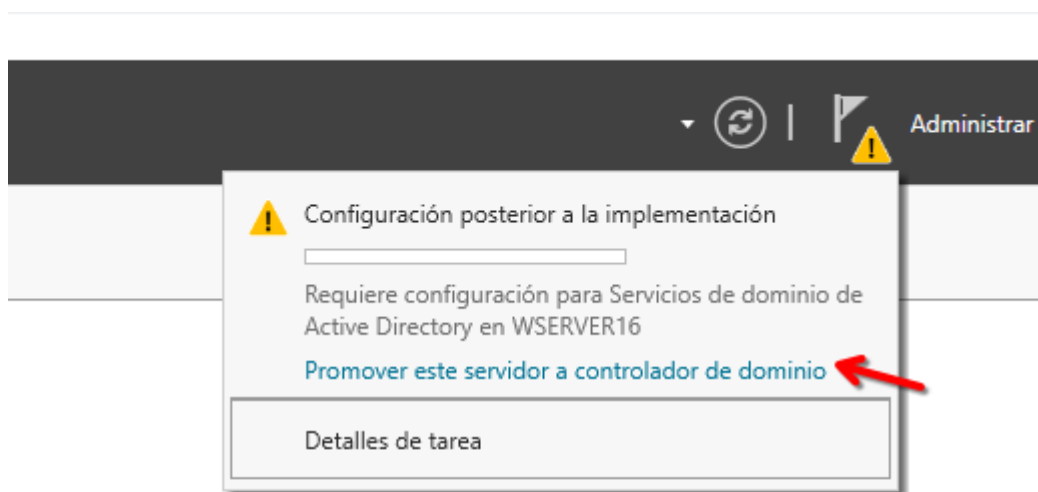 Administrar
Configuración posterior a la implementación
Requiere configuración para Servicios de dominio de
Active Directory en WSERVER16
Promover este servidor a controlador de dominio
Detalles de tarea